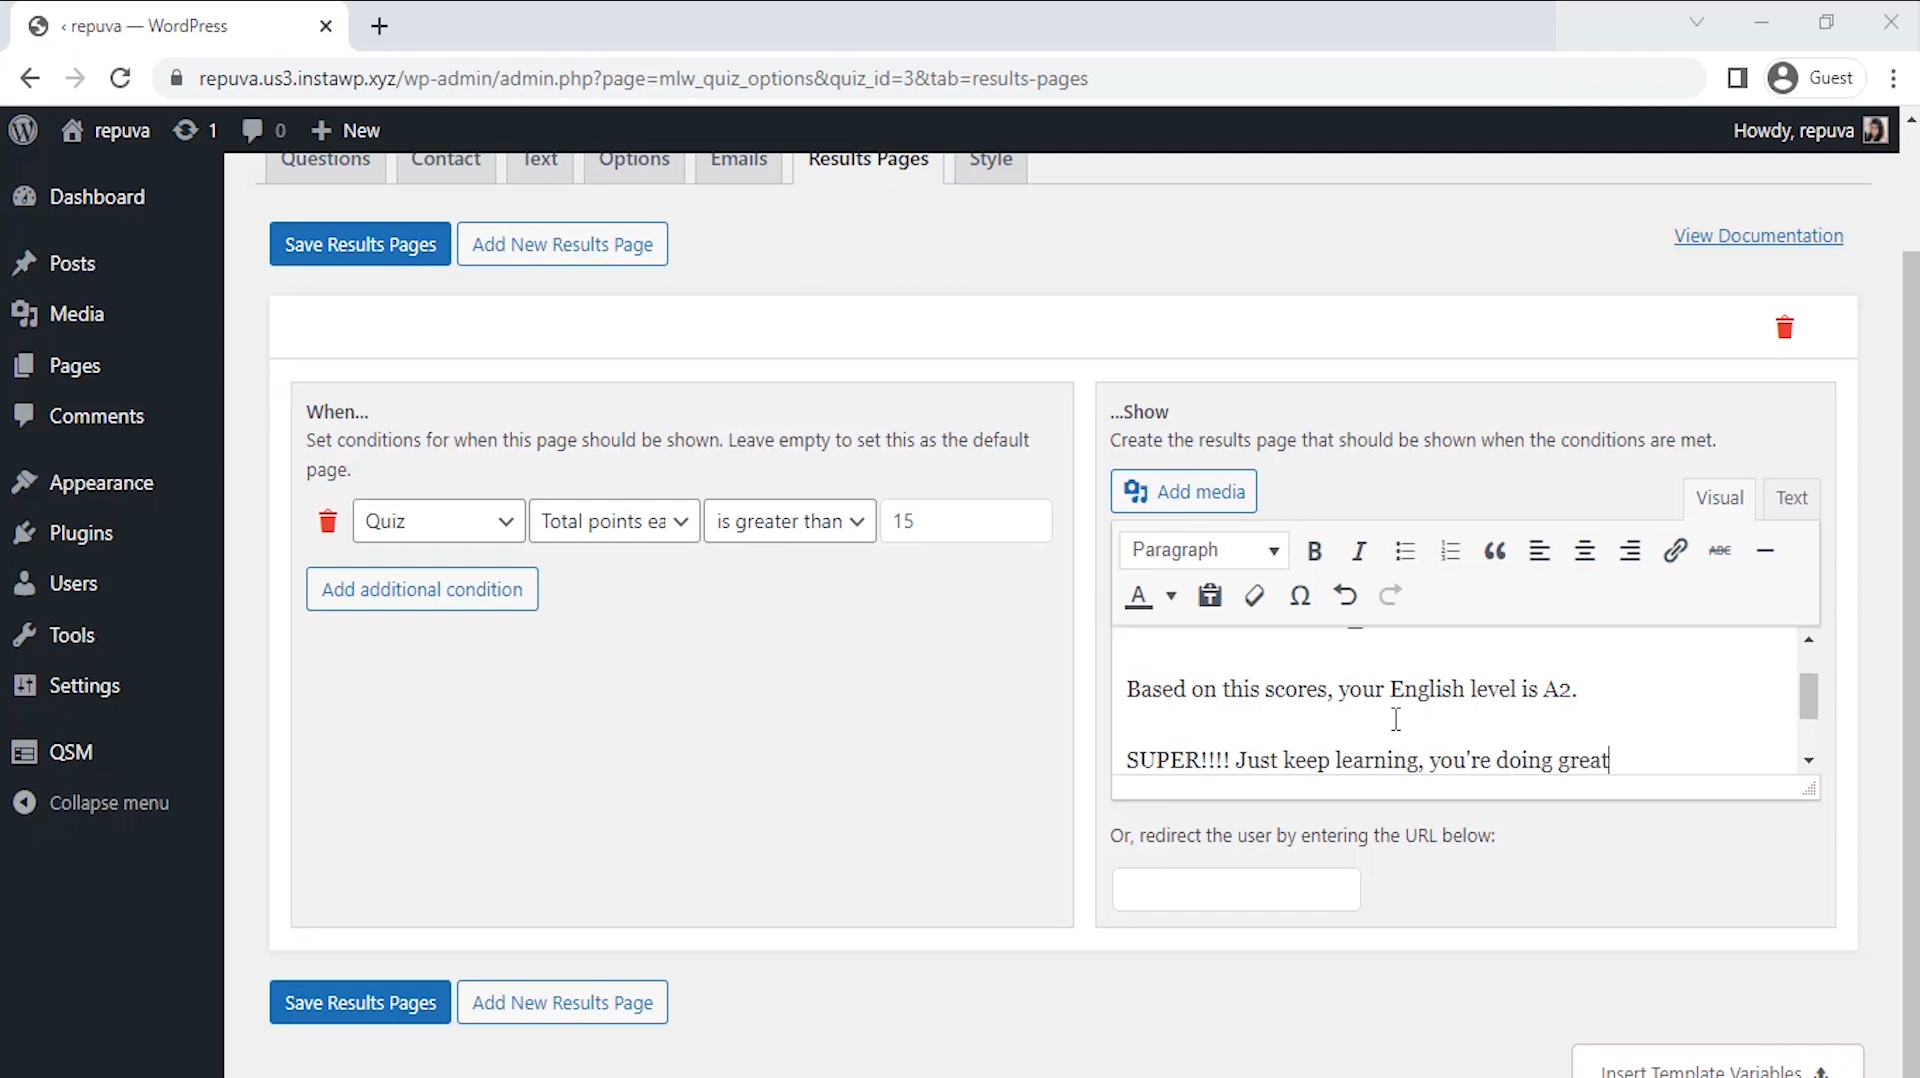 ‹ repuva — WordPress
repuva.us3.instawp.xyz/wp-admin/admin.php?page=mlw_quiz_options&quiz_id=3&tab=results-pages
Guest
repuva 1 0 New
Howdy, repuva
Questions Contact Text Options Emails Results Pages Style
Dashboard
Posts
Media
Pages
Comments
Appearance
Plugins
Users
Tools
Settings
QSM
Collapse menu
Save Results Pages Add New Results Page
View Documentation
When...
Set conditions for when this page should be shown. Leave empty to set this as the default
page.
Quiz Total points ea is greater than 15
Add additional condition
...Show
Create the results page that should be shown when the conditions are met.
Add media
Visual Text
Paragraph B I ABC
A Ω
Based on this scores, your English level is A2.
SUPER!!!! Just keep learning, you're doing great
Or, redirect the user by entering the URL below:
Save Results Pages Add New Results Page
Insert Template Variables